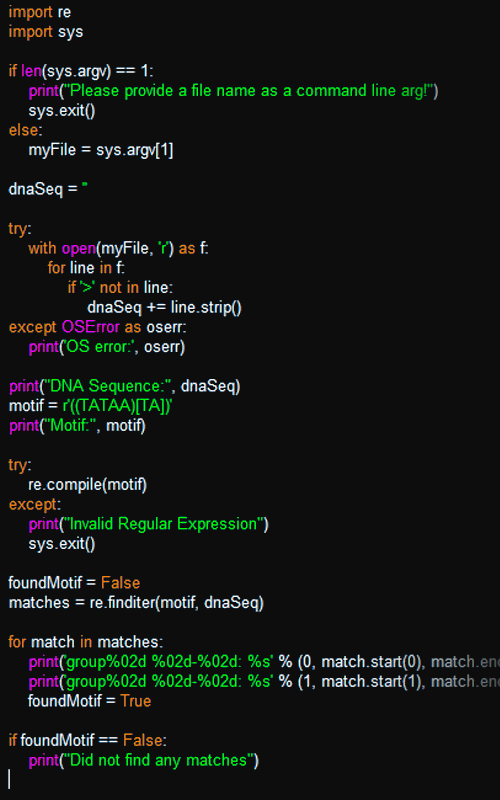 import re
import sys

if len(sys.argv) == 1:
    print("Please provide a file name as a command line arg!")
    sys.exit()
else:
    myFile = sys.argv[1]

dnaSeq = ''

try:
    with open(myFile, 'r') as f:
        for line in f:
            if '>' not in line:
                dnaSeq += line.strip()
except OSError as oserr:
    print('OS error:', oserr)

print("DNA Sequence:", dnaSeq)
motif = r'((TATAA)[TA])'
print("Motif:", motif)

try:
    re.compile(motif)
except:
    print("Invalid Regular Expression")
    sys.exit()

foundMotif = False
matches = re.finditer(motif, dnaSeq)

for match in matches:
    print('group%02d %02d-%02d: %s' % (0, match.start(0), match.en
    print('group%02d %02d-%02d: %s' % (1, match.start(1), match.en
    foundMotif = True

if foundMotif == False:
    print("Did not find any matches")